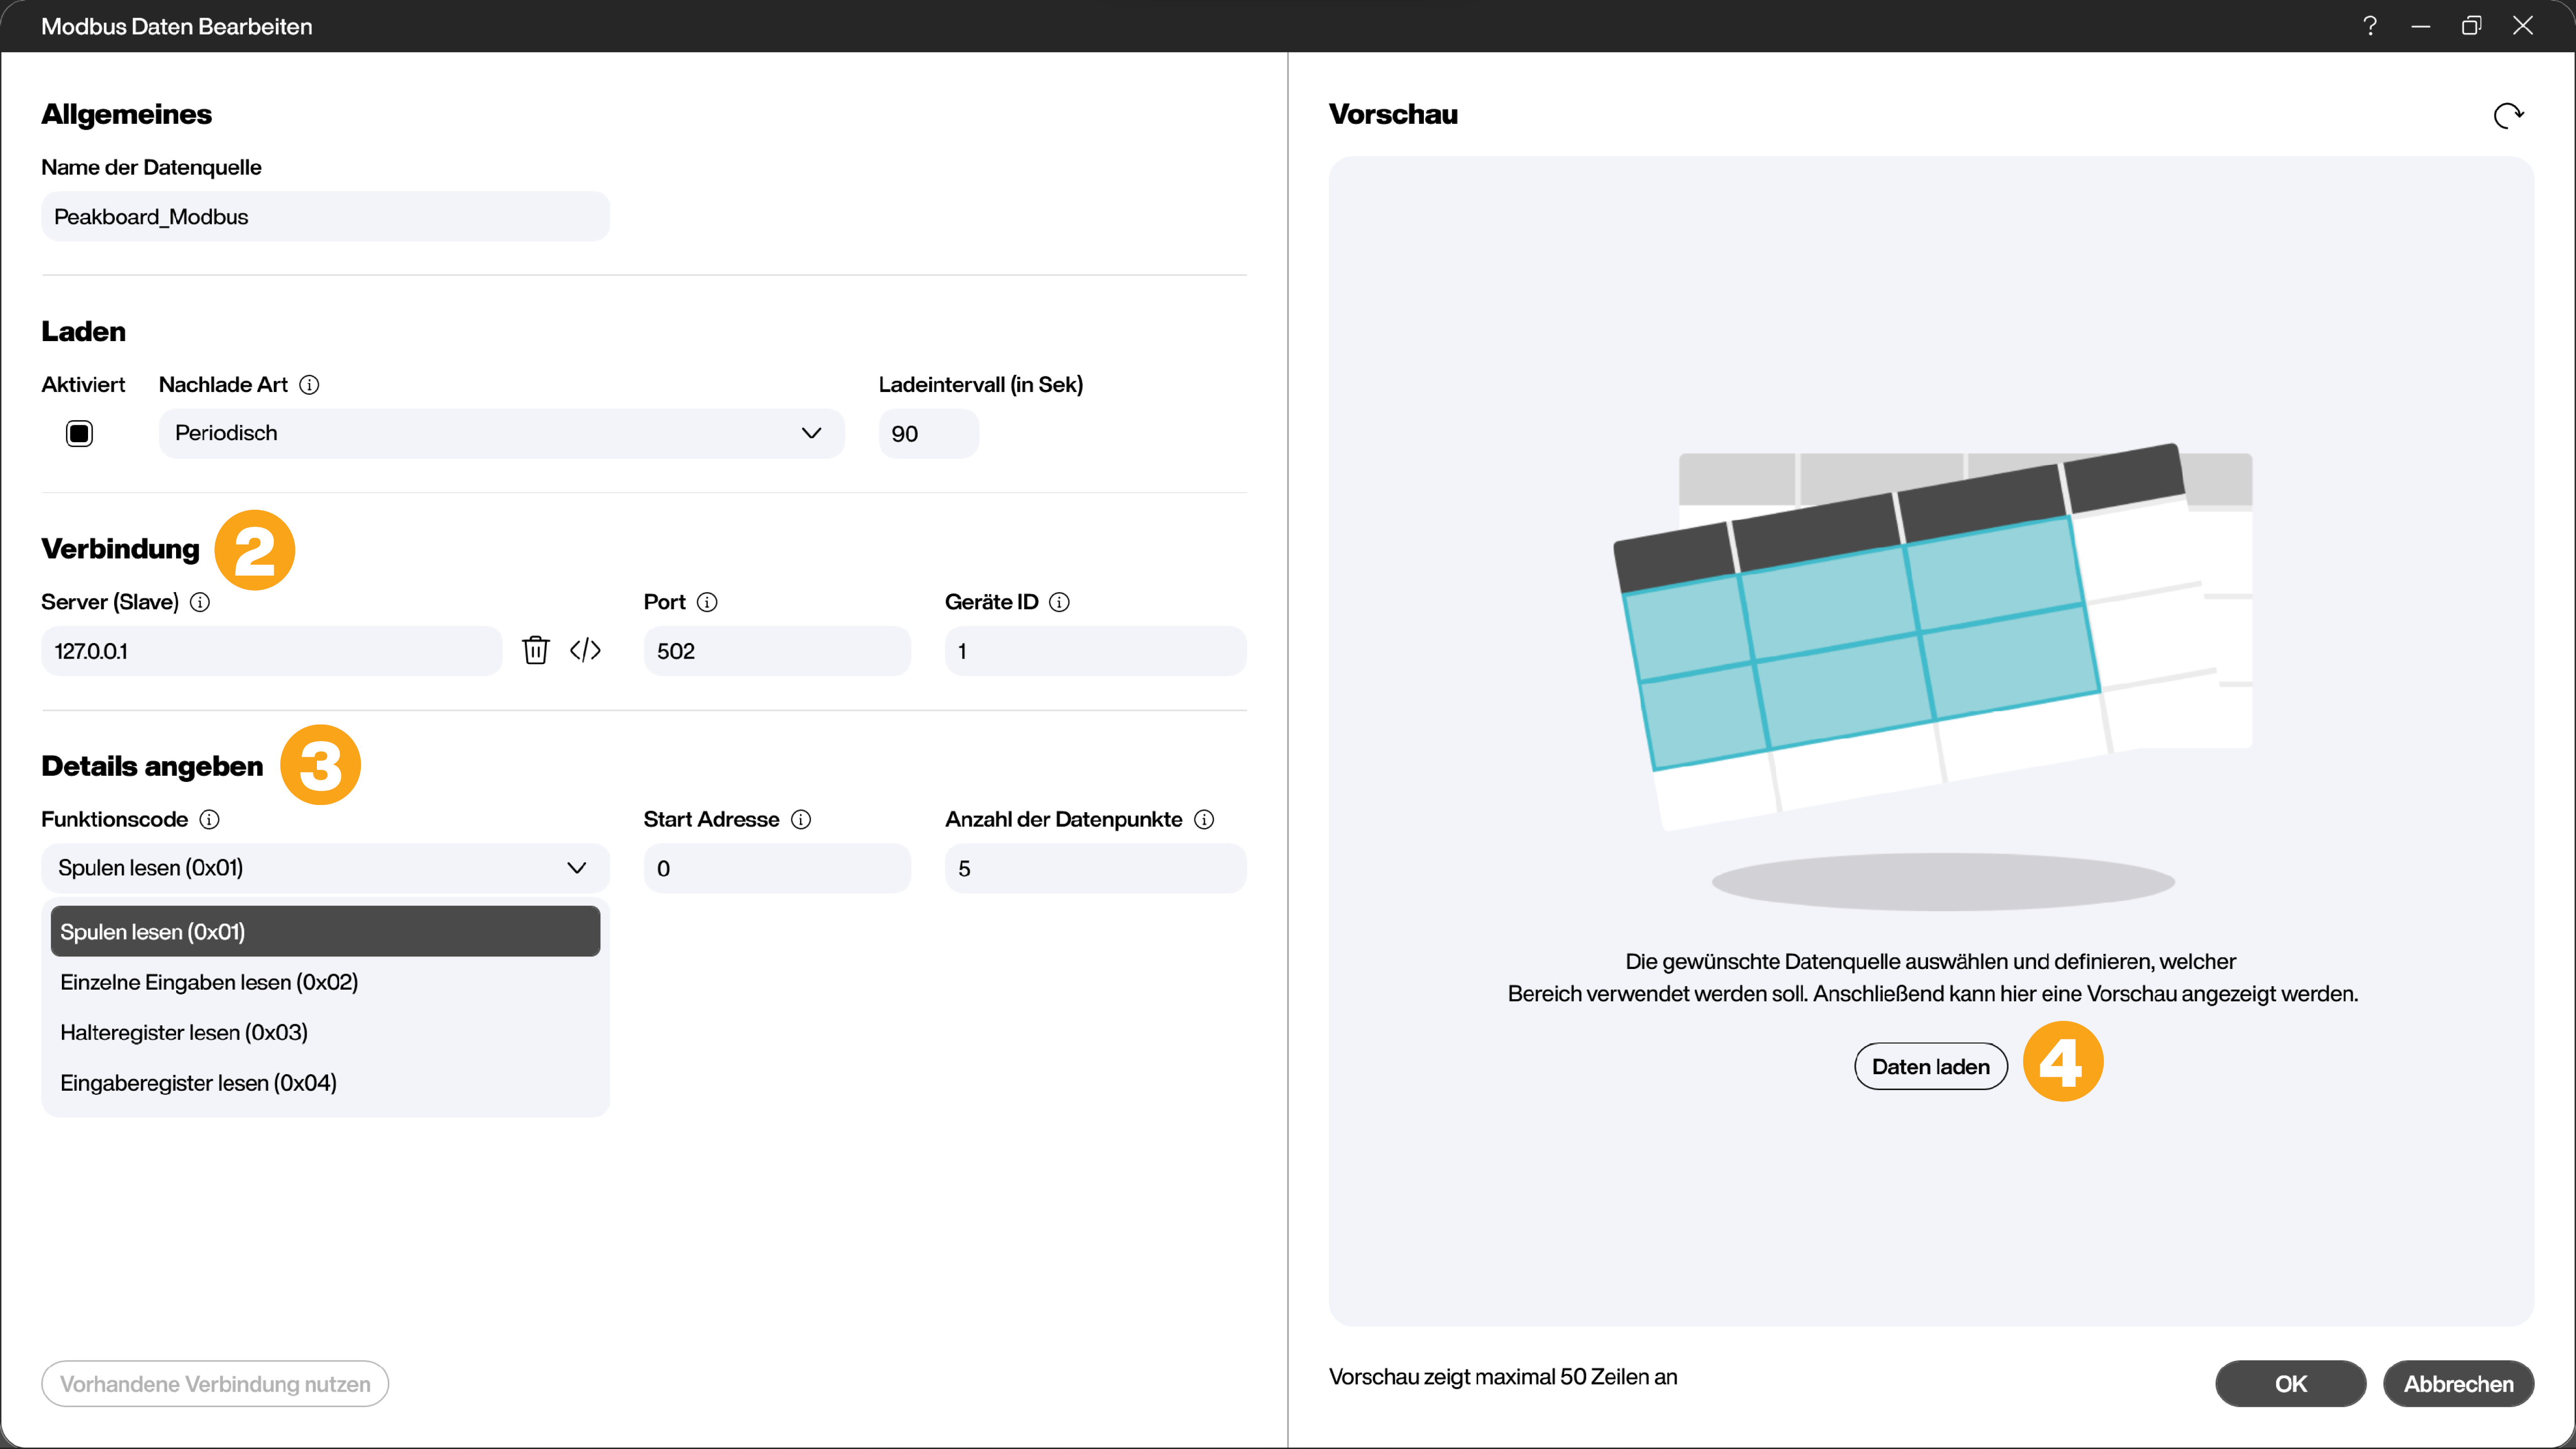 Modbus Daten Bearbeiten
?
Allgemeines
Name der Datenquelle
Peakboard_Modbus
Laden
Aktiviert Nachlade Art Ladeintervall (in Sek)
Periodisch 90
Verbindung 2
Server (Slave) Port Geräte ID
127.0.0.1 </> 502 1
Details angeben 3
Funktionscode Start Adresse Anzahl der Datenpunkte
Spulen lesen (0x01) 0 5
Spulen lesen (0x01)
Einzelne Eingaben lesen (0x02)
Halteregister lesen (0x03)
Eingaberegister lesen (0x04)
Vorhandene Verbindung nutzen
Vorschau
Die gewünschte Datenquelle auswählen und definieren, welcher
Bereich verwendet werden soll. Anschließend kann hier eine Vorschau angezeigt werden.
Daten laden 4
Vorschau zeigt maximal 50 Zeilen an
OK Abbrechen